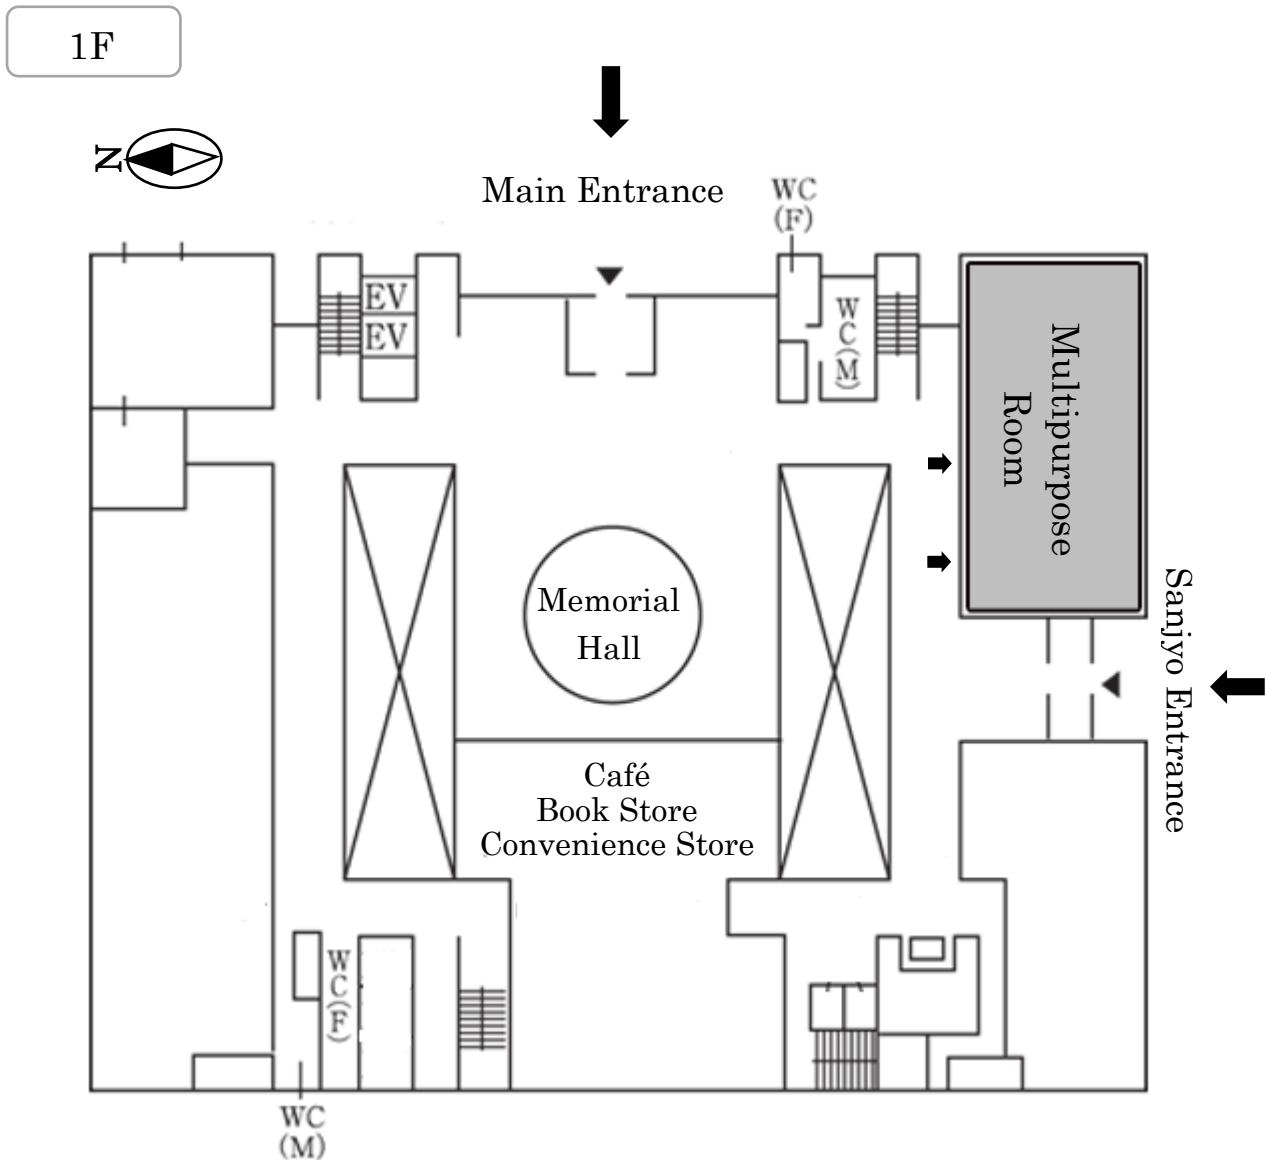 1F
N
Main Entrance
WC
(F)
EV
EV
WC(M)
Multipurpose
Room
Memorial
Hall
Sanjyo Entrance
Café
Book Store
Convenience Store
WC(F)
WC
(M)